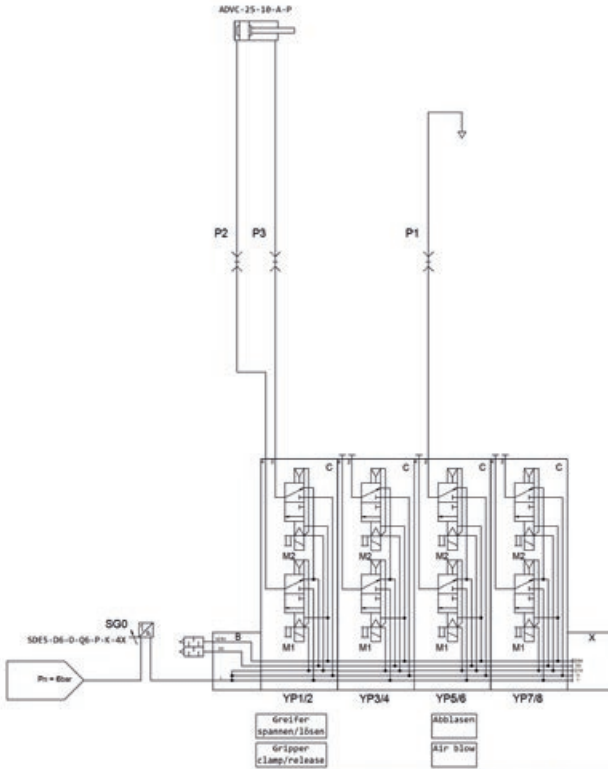 ADVC-25-10-A-P
P2
P3
P1
C
C
C
C
M2
M2
M2
M2
SG0
SDE5-D6-O-Q6-P-K-4X
B
M1
M1
M1
M1
X
Pn = 6bar
YP1/2
YP3/4
YP5/6
YP7/8
Greifer
spannen/lösen
Abblasen
Gripper
clamp/release
Air blow